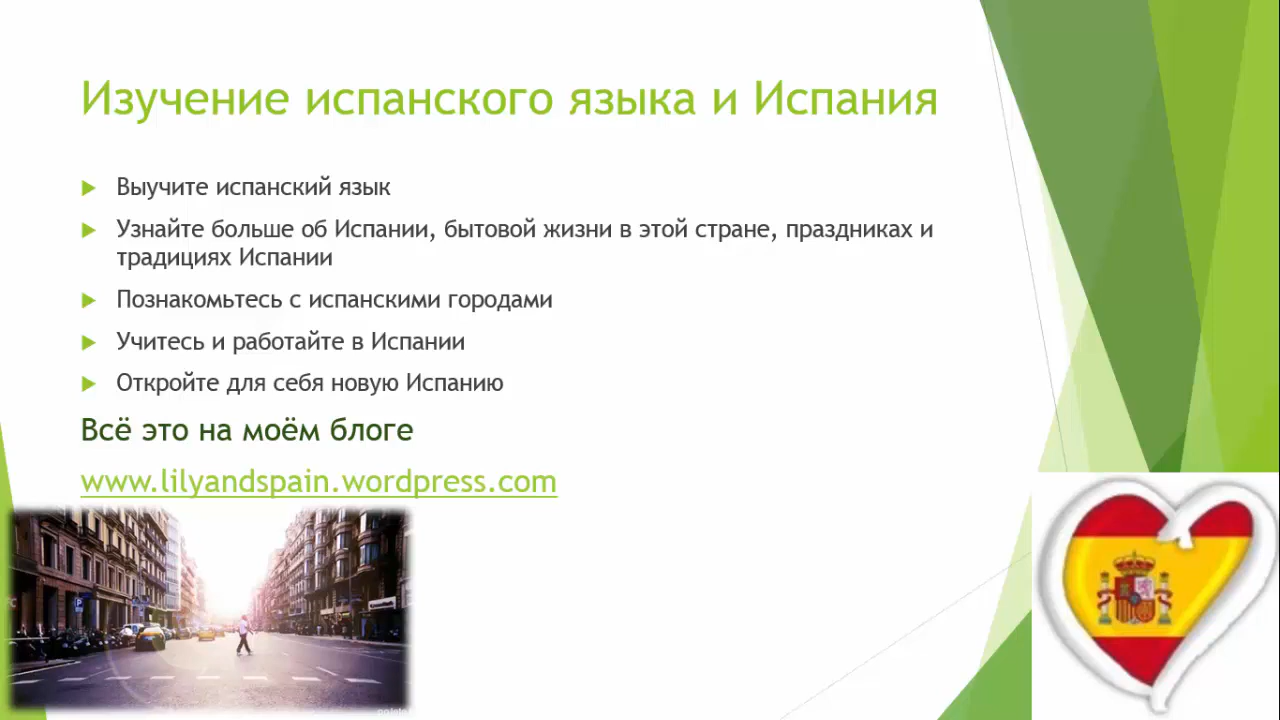 Изучение испанского языка и Испания
Выучите испанский язык
Узнайте больше об Испании, бытовой жизни в этой стране, праздниках и
традициях Испании
Познакомьтесь с испанскими городами
Учитесь и работайте в Испании
Откройте для себя новую Испанию
Всё это на моём блоге
www.lilyandspain.wordpress.com
P